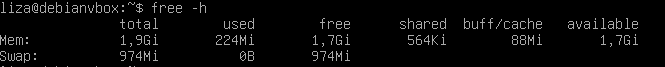 liza@debianvbox:~$ free -h
total used free shared buff/cache available
Mem: 1,9Gi 224Mi 1,7Gi 564Ki 88Mi 1,7Gi
Swap: 974Mi 0B 974Mi